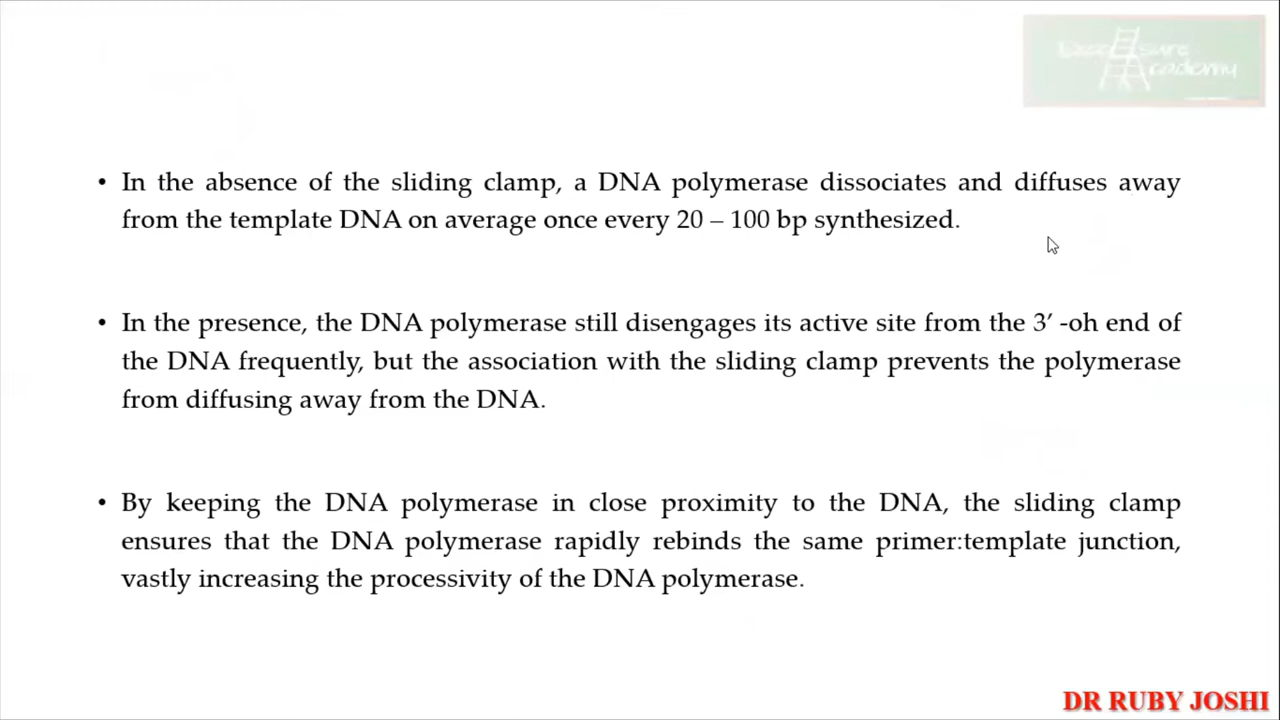 • In the absence of the sliding clamp, a DNA polymerase dissociates and diffuses away
from the template DNA on average once every 20 – 100 bp synthesized.
• In the presence, the DNA polymerase still disengages its active site from the 3’ -oh end of
the DNA frequently, but the association with the sliding clamp prevents the polymerase
from diffusing away from the DNA.
• By keeping the DNA polymerase in close proximity to the DNA, the sliding clamp
ensures that the DNA polymerase rapidly rebinds the same primer:template junction,
vastly increasing the processivity of the DNA polymerase.
DR RUBY JOSHI